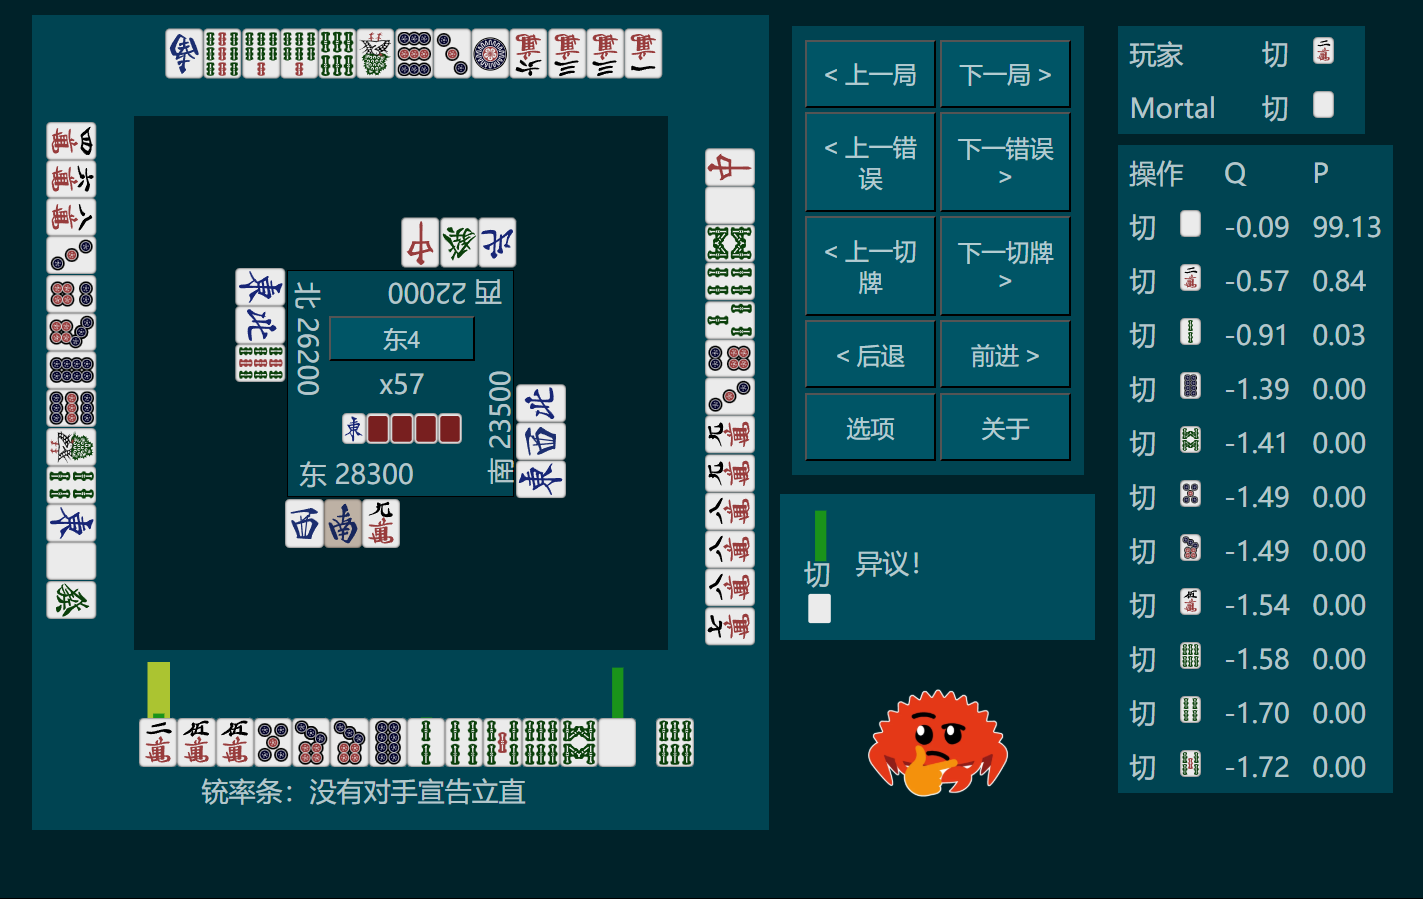 北 26200
西 22000
东4
x57
南 23500
东 28300
铳率条：没有对手宣告立直
< 上一局
下一局 >
< 上一错误
下一错误 >
< 上一切牌
下一切牌 >
< 后退
前进 >
选项
关于
切
异议！
玩家 切
Mortal 切
操作 Q P
切 -0.09 99.13
切 -0.57 0.84
切 -0.91 0.03
切 -1.39 0.00
切 -1.41 0.00
切 -1.49 0.00
切 -1.49 0.00
切 -1.54 0.00
切 -1.58 0.00
切 -1.70 0.00
切 -1.72 0.00